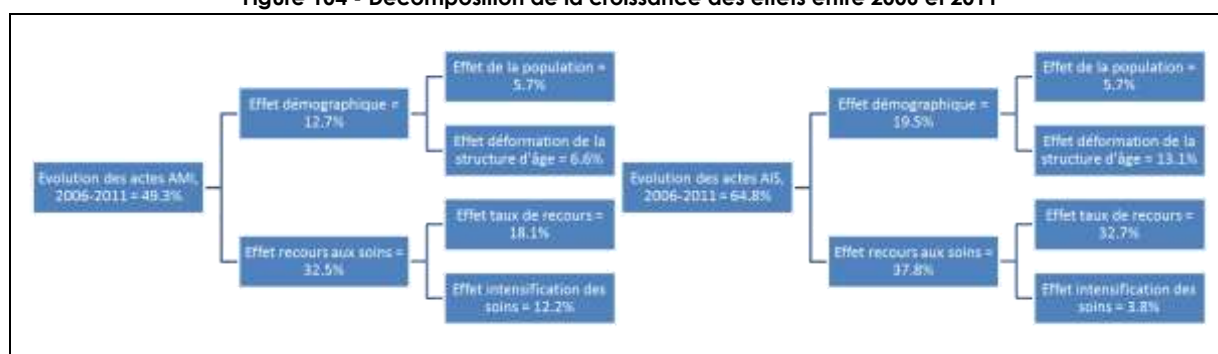 Figure 104 - Décomposition de la croissance des effets entre 2006 et 2011
Evolution des actes AMI,
2006-2011 = 49.3%
Effet démographique =
12.7%
Effet de la population =
5.7%
Effet déformation de la
structure d'âge = 6.6%
Effet recours aux soins =
32.5%
Effet taux de recours =
18.1%
Effet intensification des
soins = 12.2%
Evolution des actes AIS,
2006-2011 = 64.8%
Effet démographique =
19.5%
Effet de la population =
5.7%
Effet déformation de la
structure d'âge = 13.1%
Effet recours aux soins =
37.8%
Effet taux de recours =
32.7%
Effet intensification des
soins = 3.8%